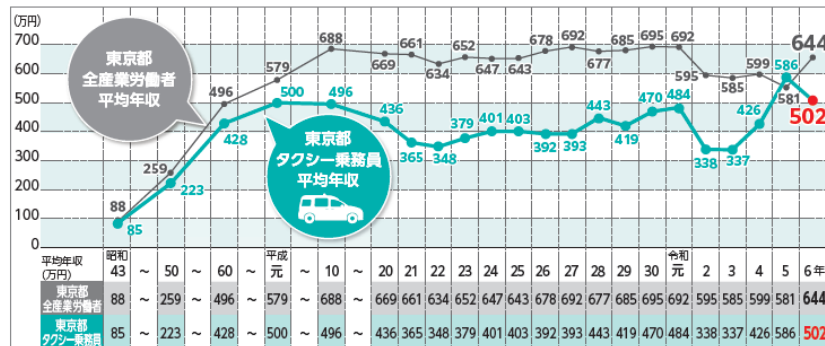 (万円)
700
600
500
400
300
200
100
0
東京都
全産業労働者
平均年収
東京都
タクシー乗務員
平均年収
88 259 496 579 688 669 661 634 652 647 643 678 692 677 685 695 692 595 585 599 581 644
85 223 428 500 496 436 365 348 379 401 403 392 393 443 419 470 484 338 337 426 586 502
平均年収
(万円)
昭和 平成 令和
43 ～ 50 ～ 60 ～ 元 ～ 10 ～ 20 21 22 23 24 25 26 27 28 29 30 元 2 3 4 5 6年
東京都
全産業労働者
88 ～ 259 ～ 496 ～ 579 ～ 688 ～ 669 661 634 652 647 643 678 692 677 685 695 692 595 585 599 581 644
東京都
タクシー乗務員
85 ～ 223 ～ 428 ～ 500 ～ 496 ～ 436 365 348 379 401 403 392 393 443 419 470 484 338 337 426 586 502